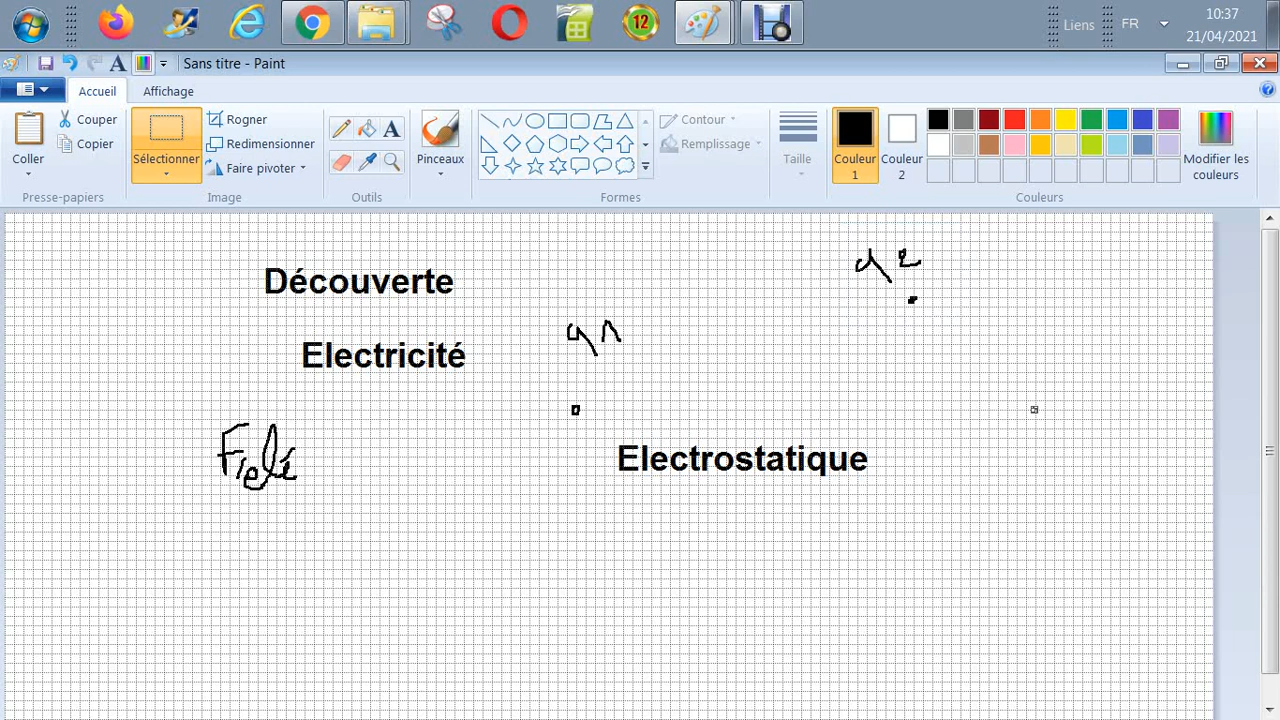 10:37
Liens FR 21/04/2021
12
Sans titre - Paint
Accueil Affichage
Coller Couper Copier
Presse-papiers
Sélectionner Rogner Redimensionner Faire pivoter
Image
Outils
Pinceaux
Contour
Remplissage
Formes
Taille
Couleur 1
Couleur 2
Modifier les couleurs
Couleurs
Découverte
Electricité
Electrostatique